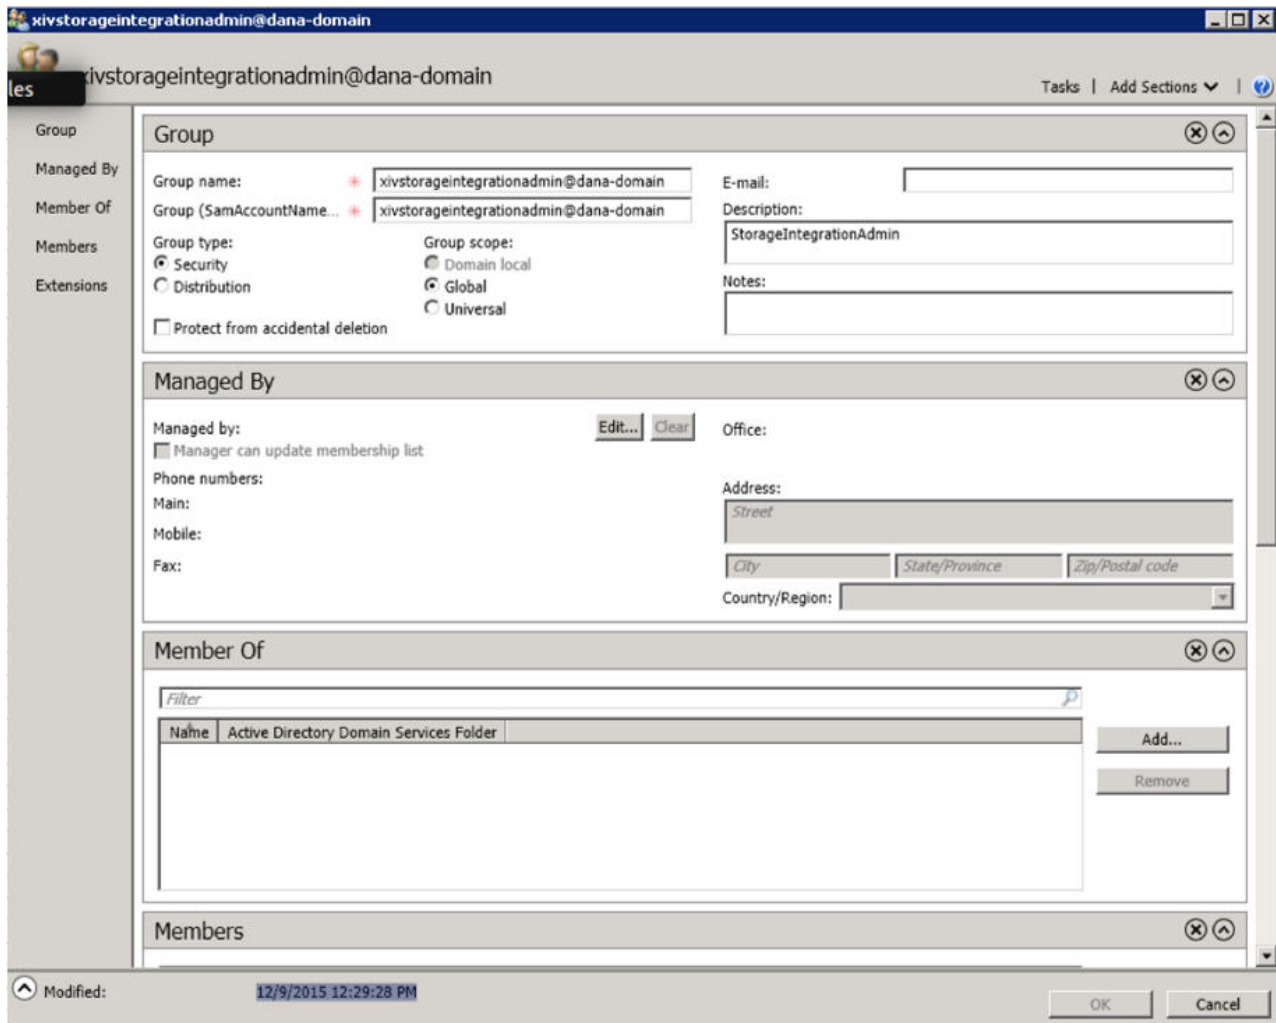 xivstorageintegrationadmin@dana-domain
xivstorageintegrationadmin@dana-domain
les
Tasks | Add Sections |
Group
Managed By
Member Of
Members
Extensions
Group
Group name: * xivstorageintegrationadmin@dana-domain
Group (SamAccountName... * xivstorageintegrationadmin@dana-domain
Group type:
Security
Distribution
Group scope:
Domain local
Global
Universal
Protect from accidental deletion
E-mail:
Description:
StorageIntegrationAdmin
Notes:
Managed By
Managed by:
Edit... Clear
Manager can update membership list
Phone numbers:
Main:
Mobile:
Fax:
Office:
Address:
Street
City State/Province Zip/Postal code
Country/Region:
Member Of
Filter
Name Active Directory Domain Services Folder
Add...
Remove
Members
Modified: 12/9/2015 12:29:28 PM
OK Cancel